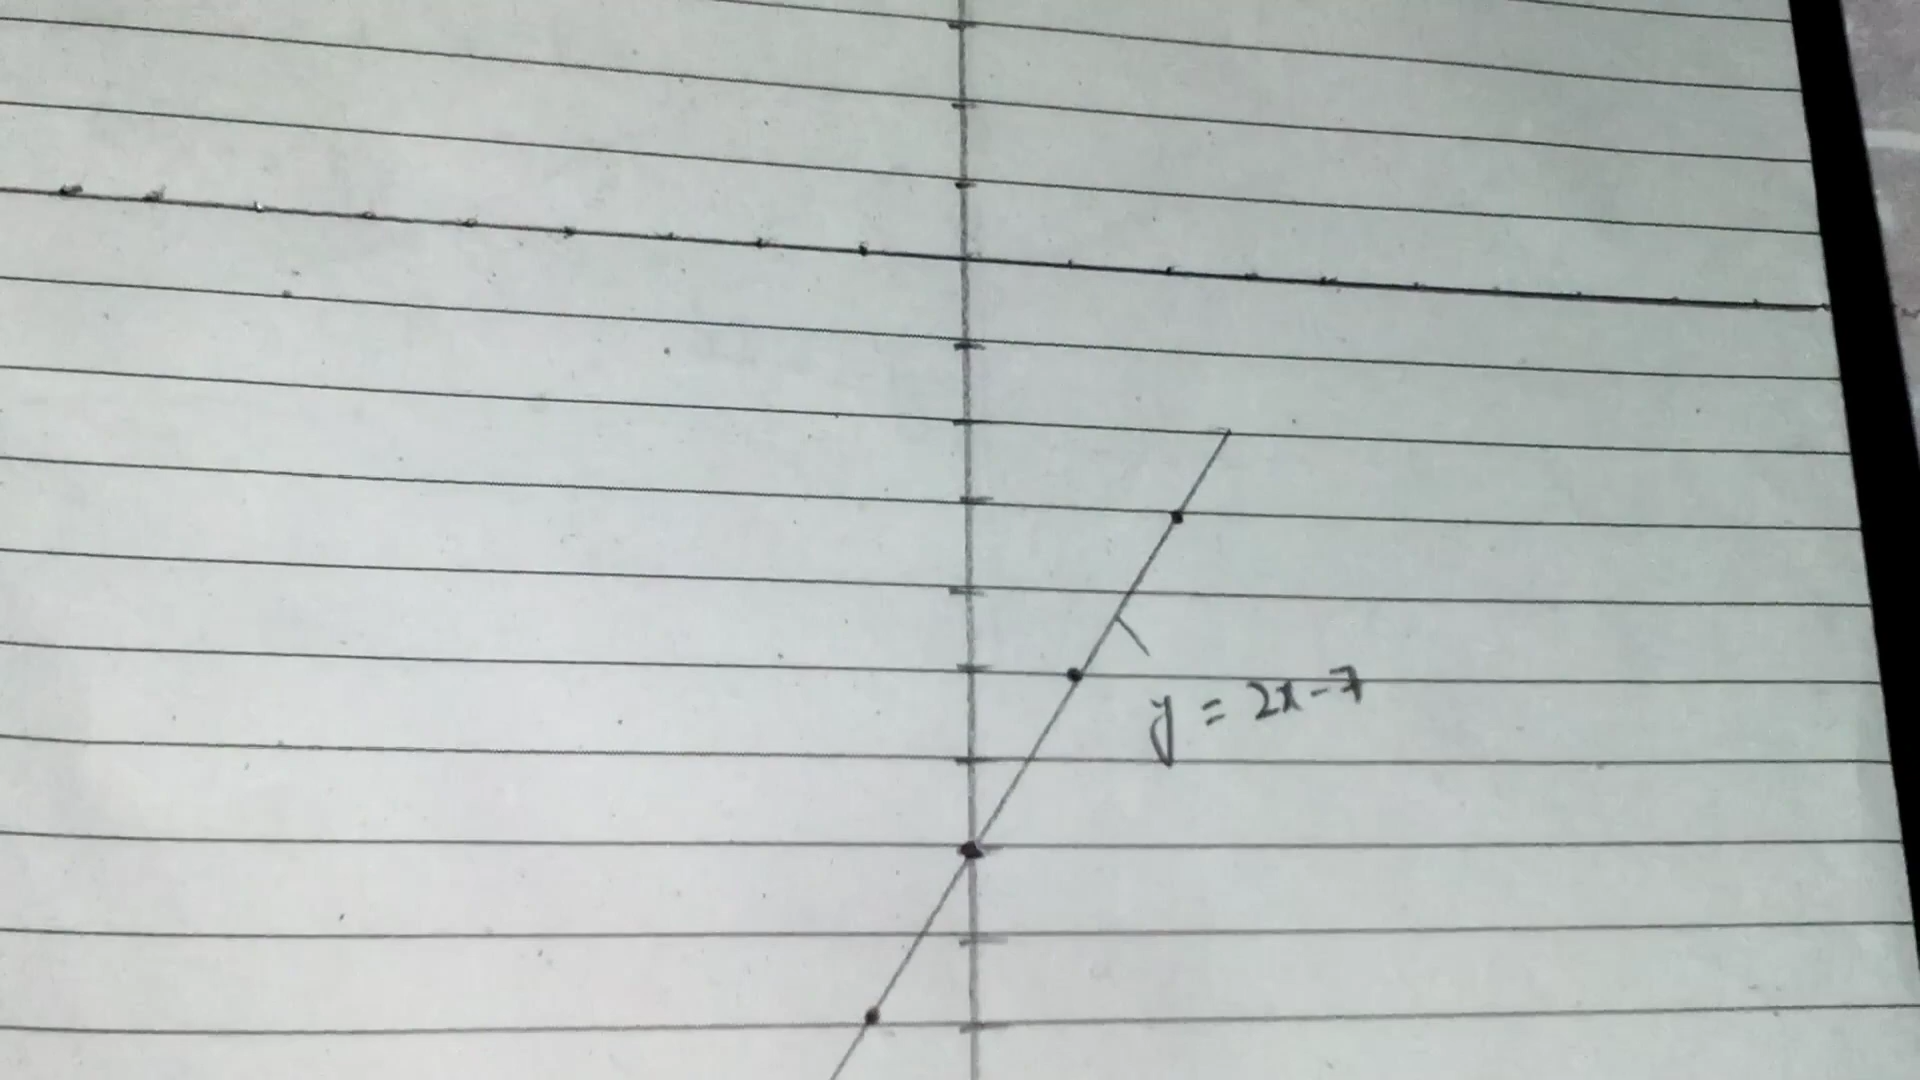 y = 2x-7